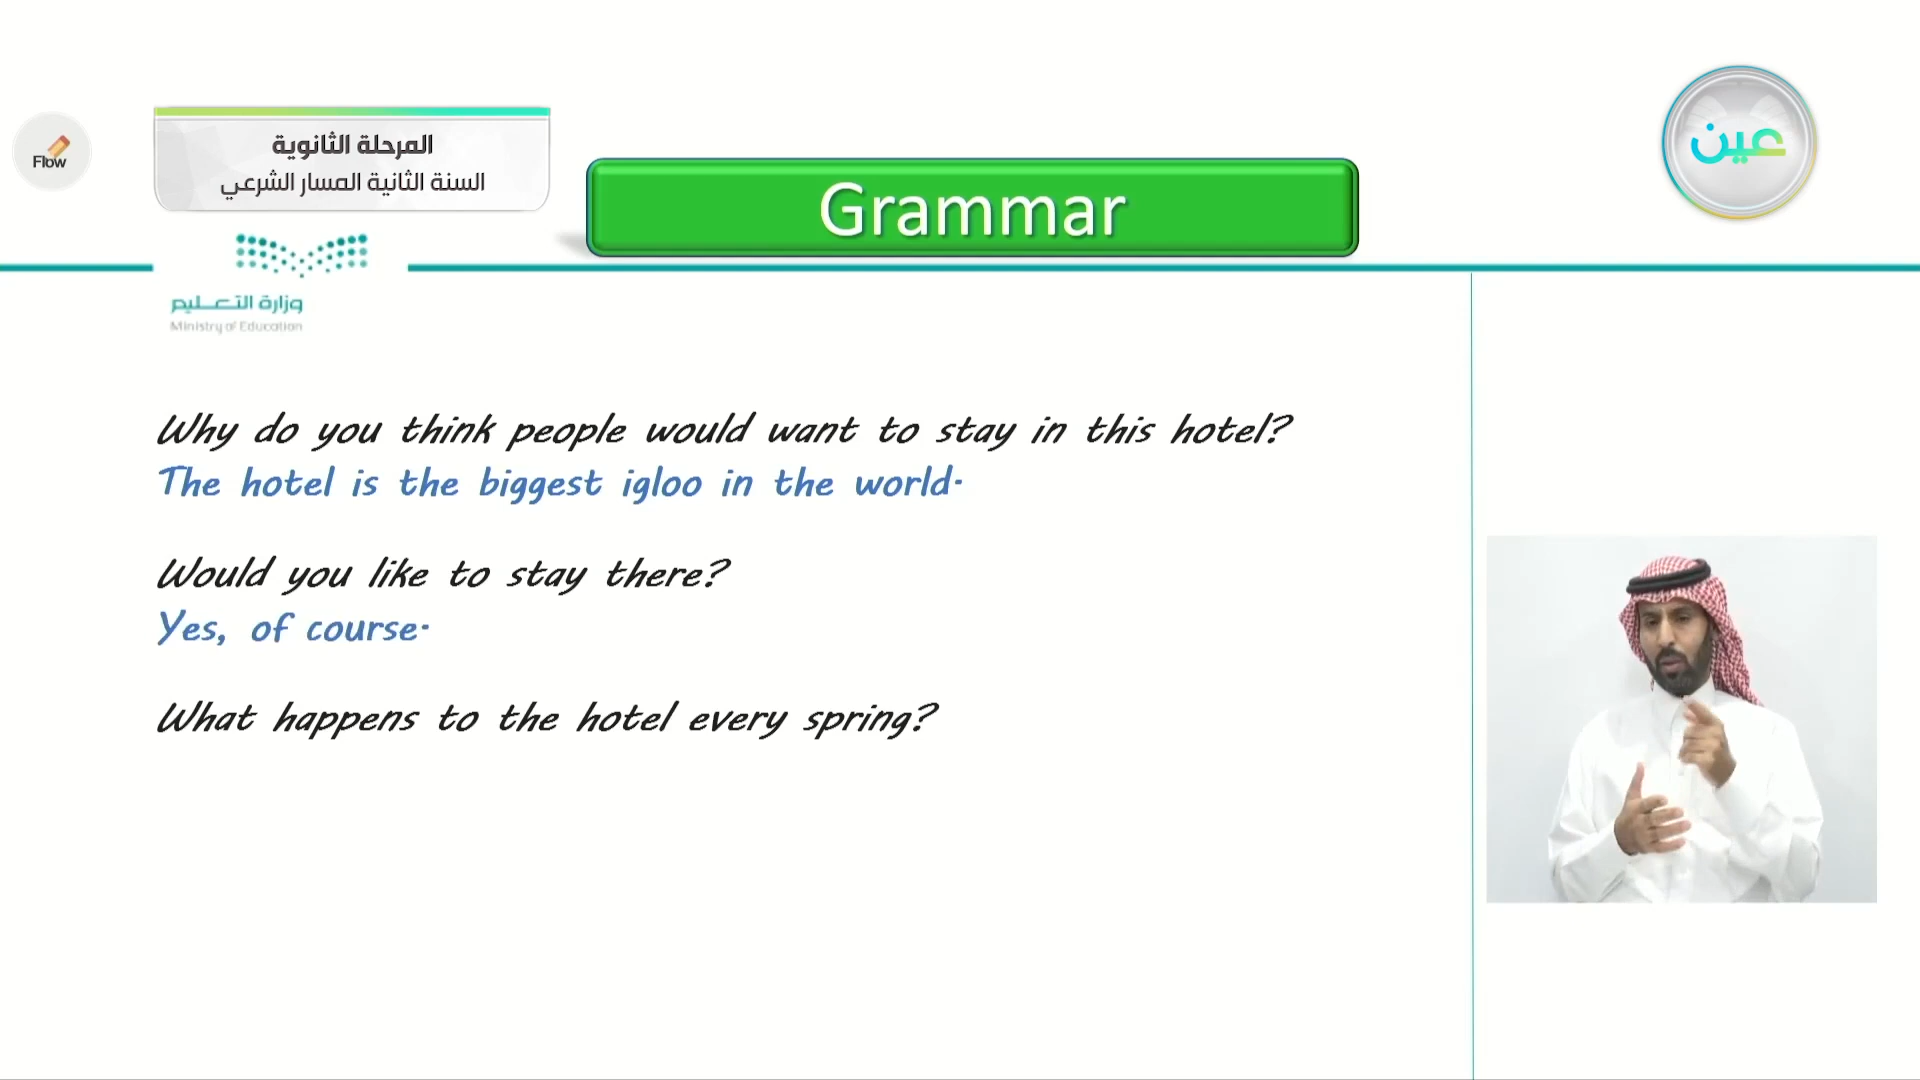 Flow
المرحلة الثانوية
السنة الثانية المسار الشرعي
Grammar
عين
وزارة التعليم
Ministry of Education
Why do you think people would want to stay in this hotel?
The hotel is the biggest igloo in the world.
Would you like to stay there?
Yes, of course.
What happens to the hotel every spring?